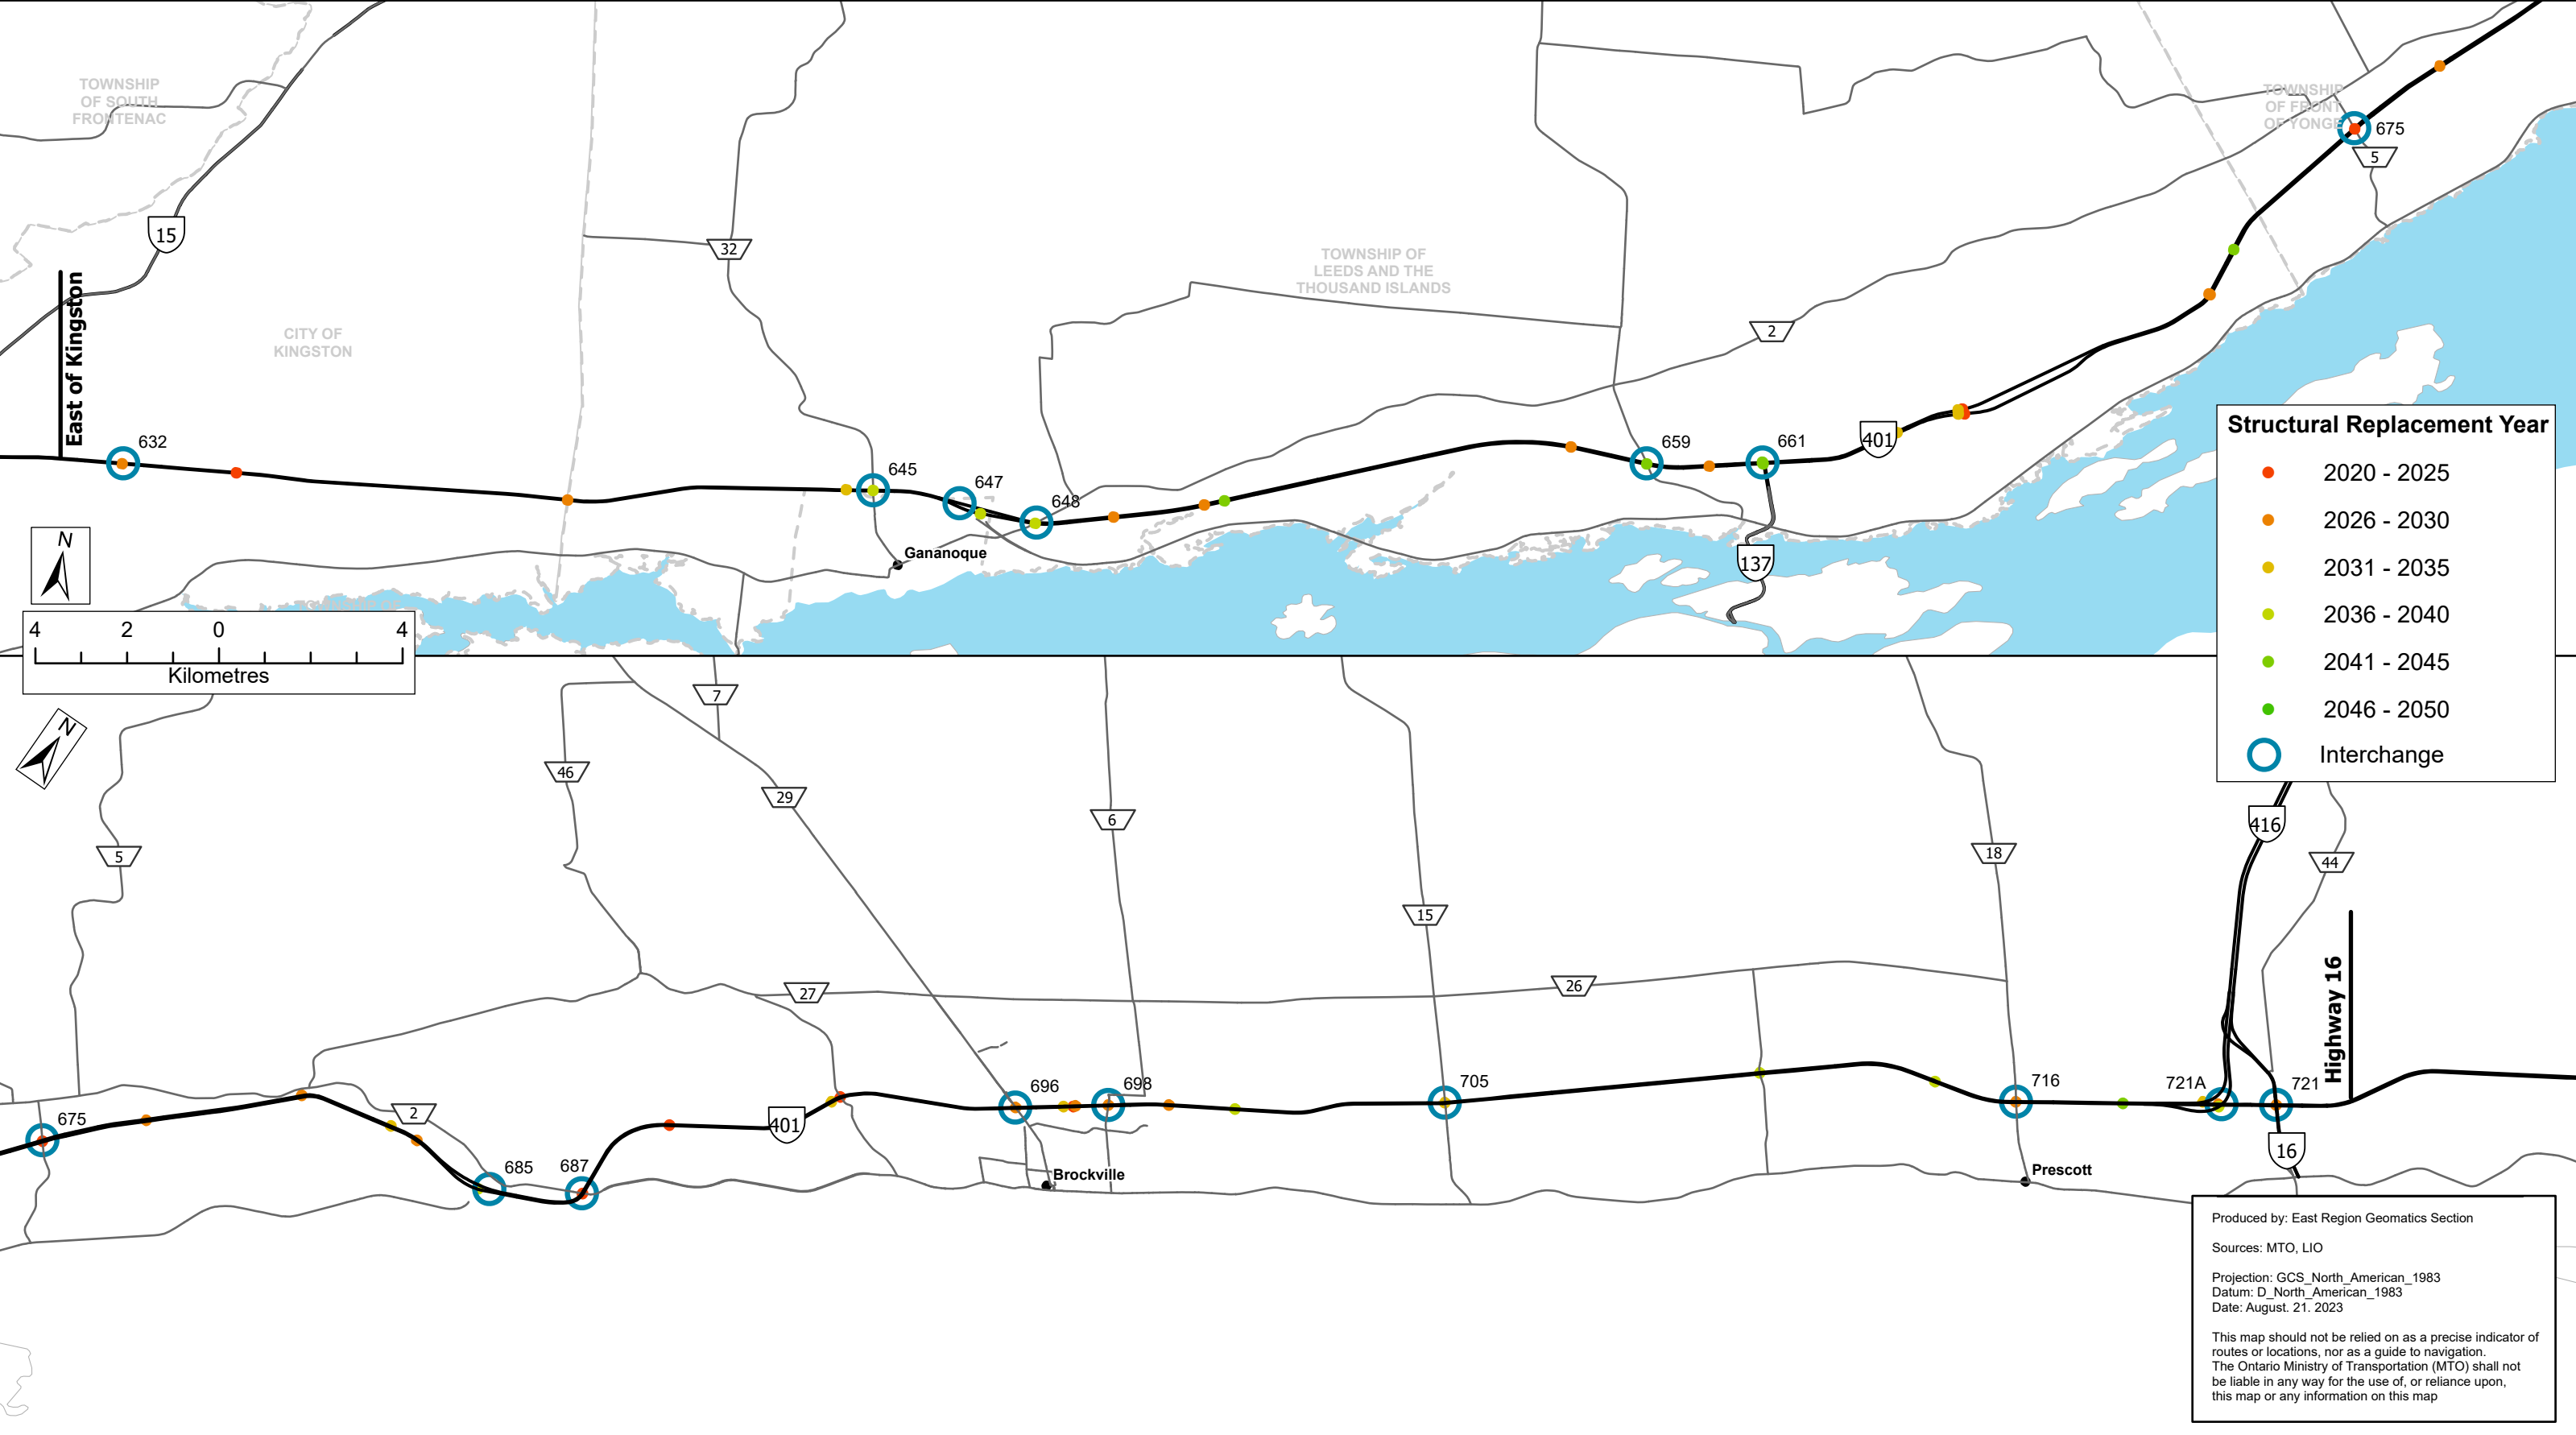 TOWNSHIP
OF SOUTH
FRONTENAC
TOWNSHIP
OF FRONT
OF YONGE
675
5
15
32
TOWNSHIP OF
LEEDS AND THE
THOUSAND ISLANDS
East of Kingston
CITY OF
KINGSTON
2
632
645
647
648
659
661
401
Gananoque
137
N
4 2 0 4
Kilometres
Structural Replacement Year
2020 - 2025
2026 - 2030
2031 - 2035
2036 - 2040
2041 - 2045
2046 - 2050
Interchange
N
7
46
29
6
5
15
18
416
44
27
26
Highway 16
675
2
685
687
401
696
698
705
716
721A
721
16
Brockville
Prescott
Produced by: East Region Geomatics Section
Sources: MTO, LIO
Projection: GCS_North_American_1983
Datum: D_North_American_1983
Date: August. 21. 2023
This map should not be relied on as a precise indicator of
routes or locations, nor as a guide to navigation.
The Ontario Ministry of Transportation (MTO) shall not
be liable in any way for the use of, or reliance upon,
this map or any information on this map